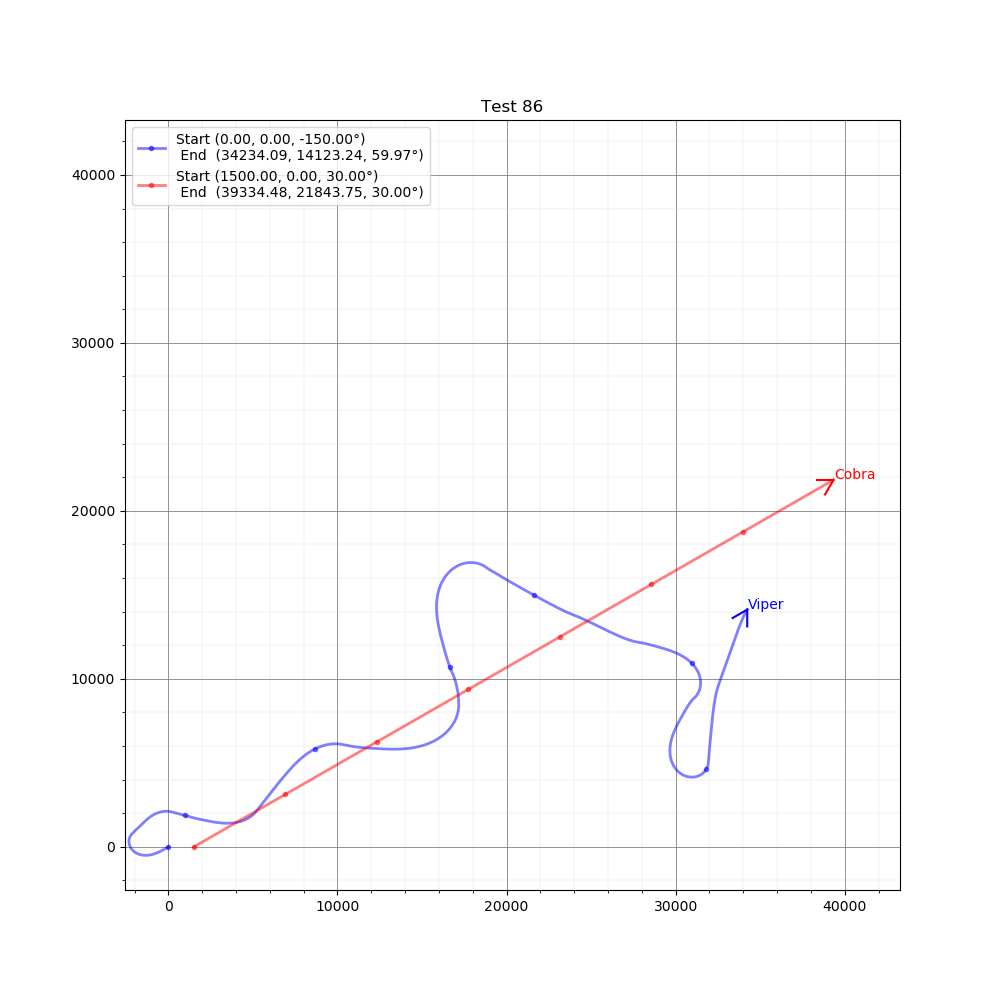 Test 86
Start (0.00, 0.00, -150.00°)
End  (34234.09, 14123.24, 59.97°)
Start (1500.00, 0.00, 30.00°)
End  (39334.48, 21843.75, 30.00°)
40000
30000
20000
10000
0
Cobra
Viper
0
10000
20000
30000
40000